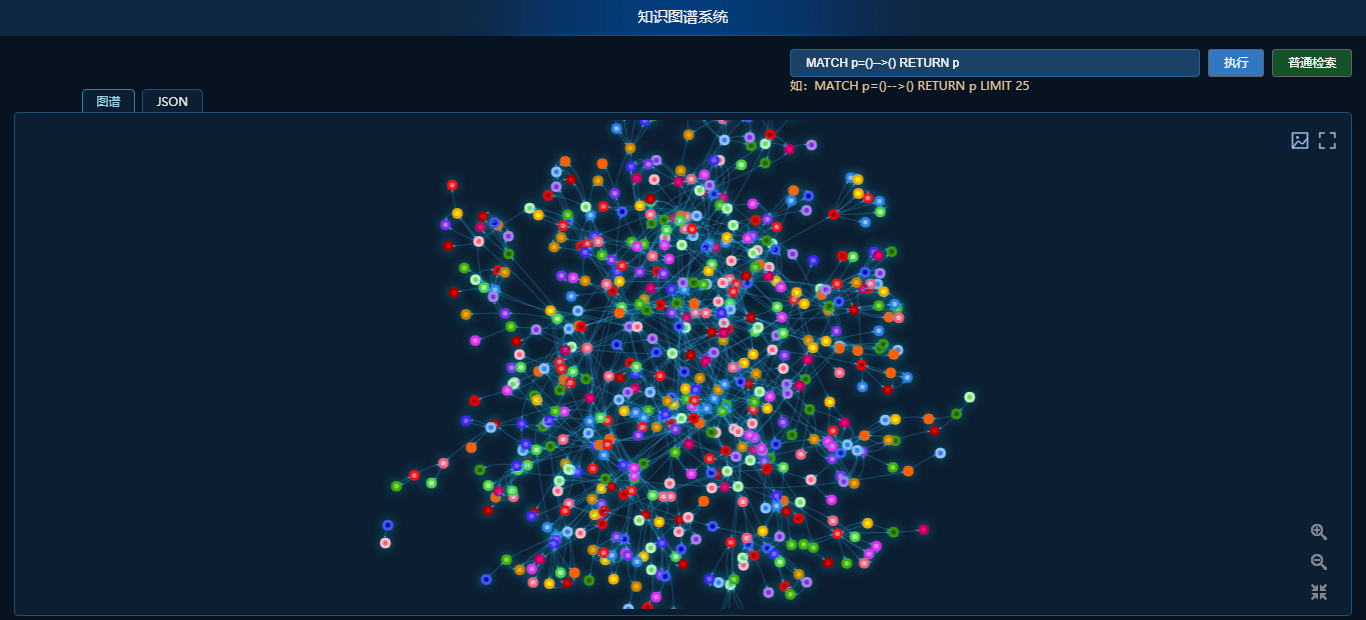 知识图谱系统
MATCH p=()-->() RETURN p
执行
普通检索
如：MATCH p=()-->() RETURN p LIMIT 25
图谱
JSON